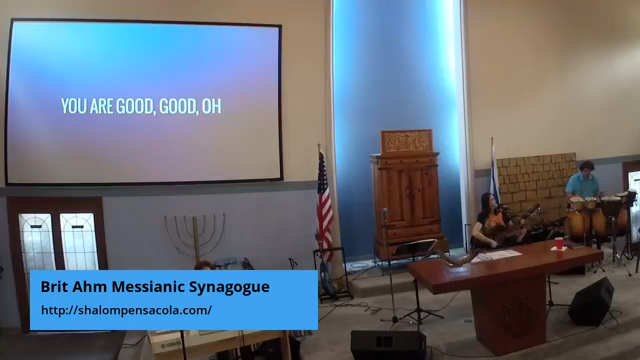 YOU ARE GOOD, GOOD, OH
Brit Ahm Messianic Synagogue
http://shalompensacola.com/